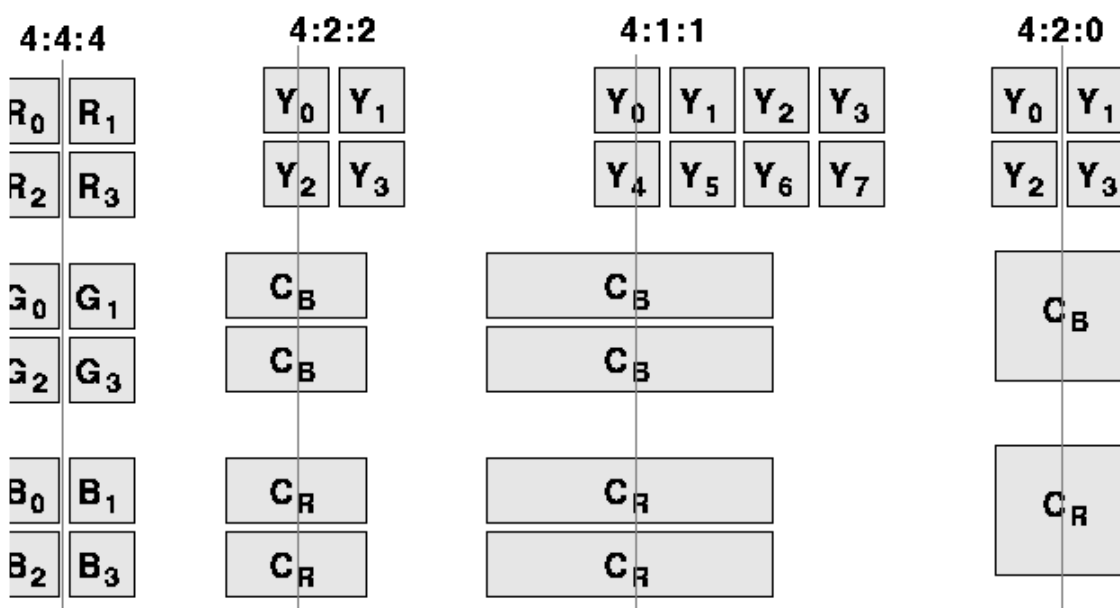 4:4:4 4:2:2 4:1:1 4:2:0
R0 R1 Y0 Y1 Y0 Y1 Y2 Y3 Y0 Y1
R2 R3 Y2 Y3 Y4 Y5 Y6 Y7 Y2 Y3
G0 G1 CB CB CB
G2 G3 CB CB
B0 B1 CR CR CR
B2 B3 CR CR